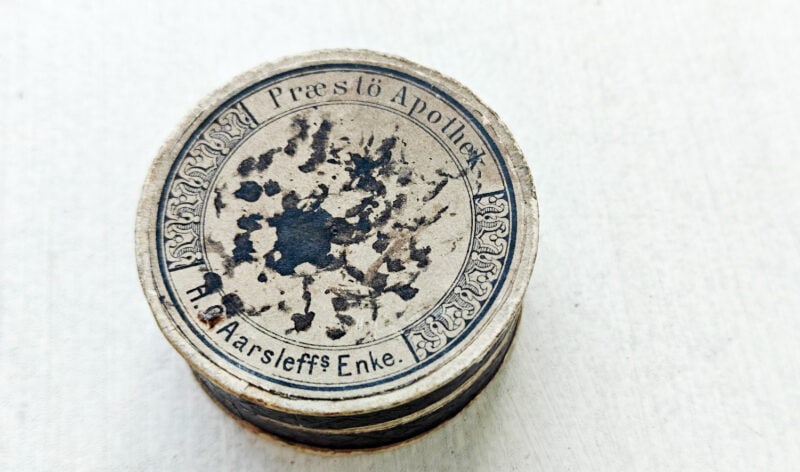 Præstö Apothek.
A. C. Aarsleffs Enke.